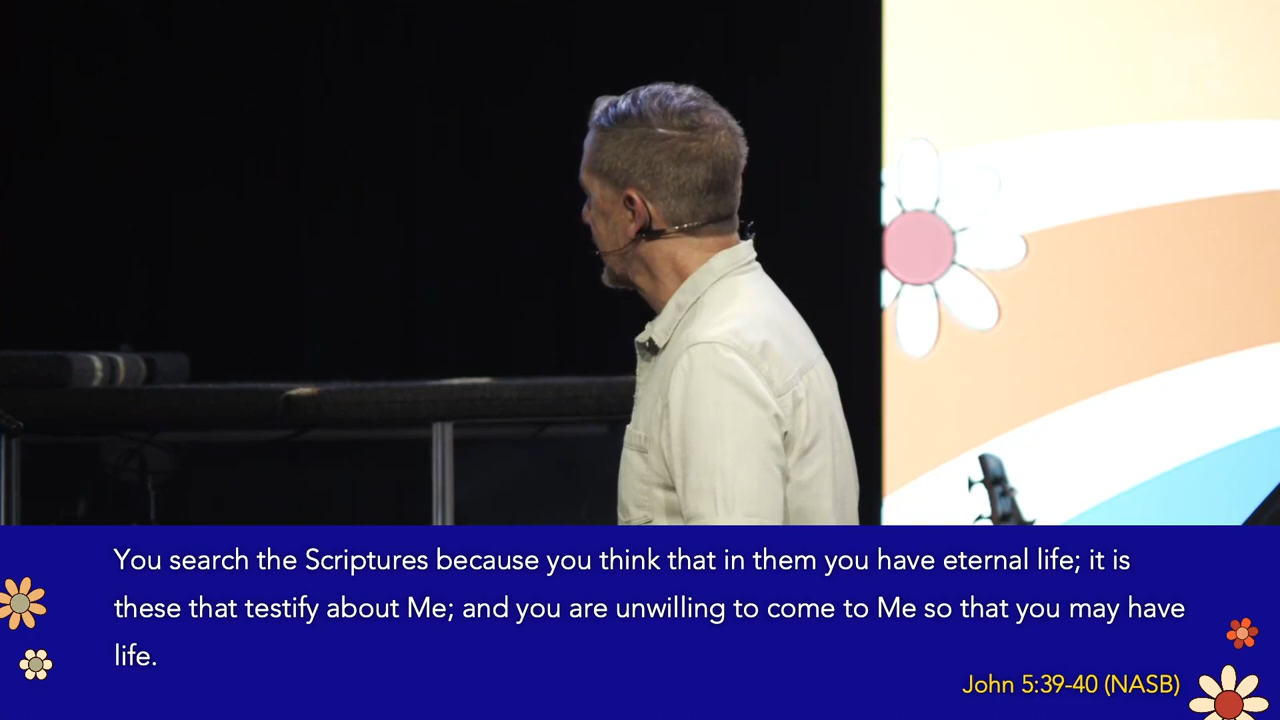 You search the Scriptures because you think that in them you have eternal life; it is
these that testify about Me; and you are unwilling to come to Me so that you may have
life.
John 5:39-40 (NASB)